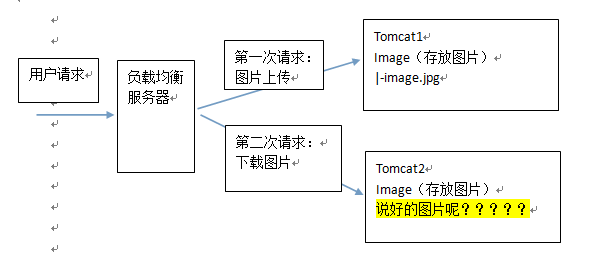 用户请求
负载均衡
服务器
第一次请求：
图片上传
第二次请求：
下载图片
Tomcat1
Image（存放图片）
|-image.jpg
Tomcat2
Image（存放图片）
说好的图片呢？？？？？